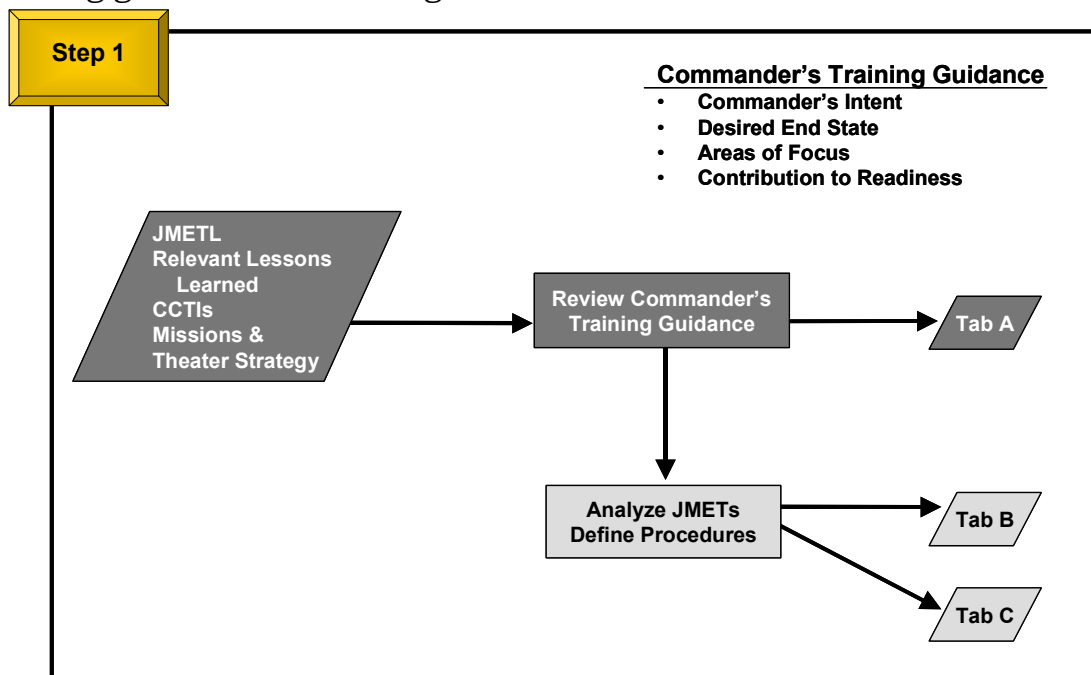 Step 1
Commander's Training Guidance
• Commander's Intent
• Desired End State
• Areas of Focus
• Contribution to Readiness
JMETL
Relevant Lessons
Learned
CCTIs
Missions &
Theater Strategy
Review Commander's
Training Guidance
Tab A
Analyze JMETs
Define Procedures
Tab B
Tab C